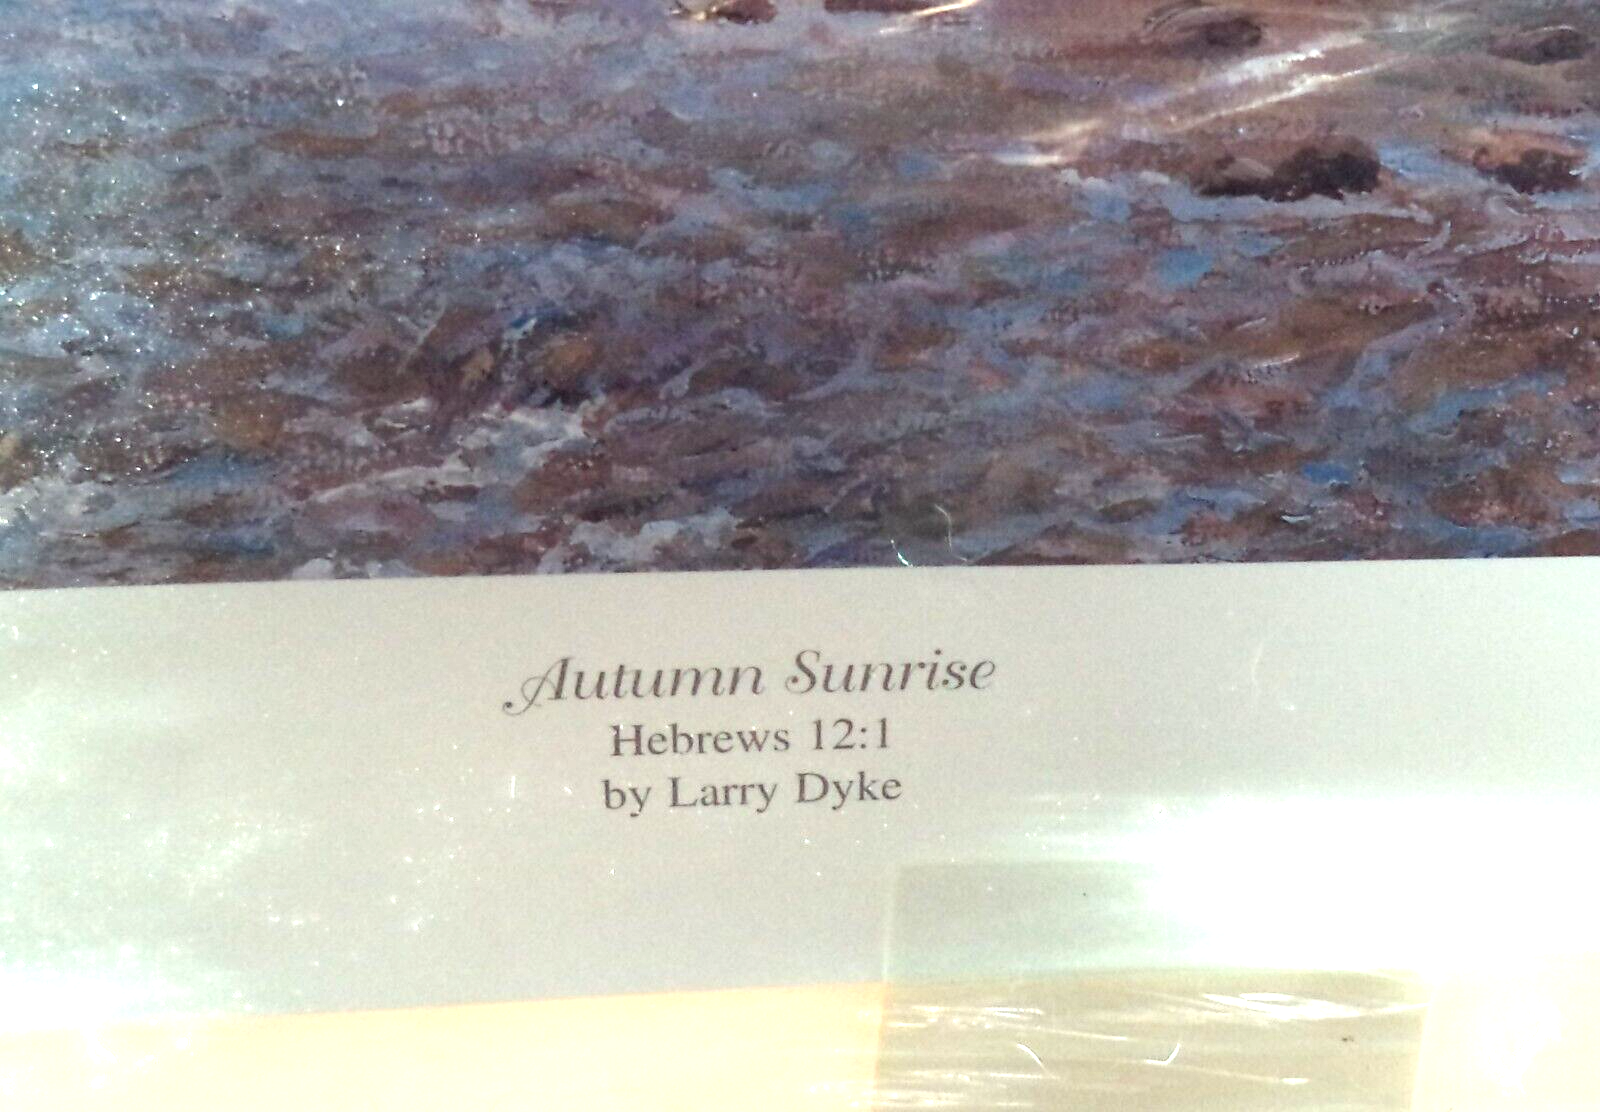 Autumn Sunrise
Hebrews 12:1
by Larry Dyke